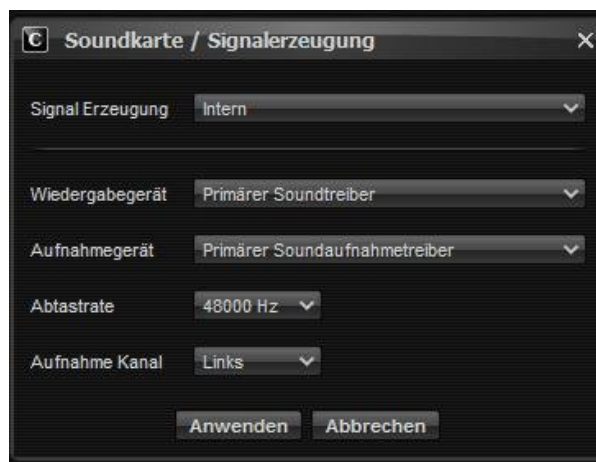 C Soundkarte / Signalerzeugung
Signal Erzeugung Intern
Wiedergabegerät Primärer Soundtreiber
Aufnahmegerät Primärer Soundaufnahmetreiber
Abtastrate 48000 Hz
Aufnahme Kanal Links
Anwenden Abbrechen